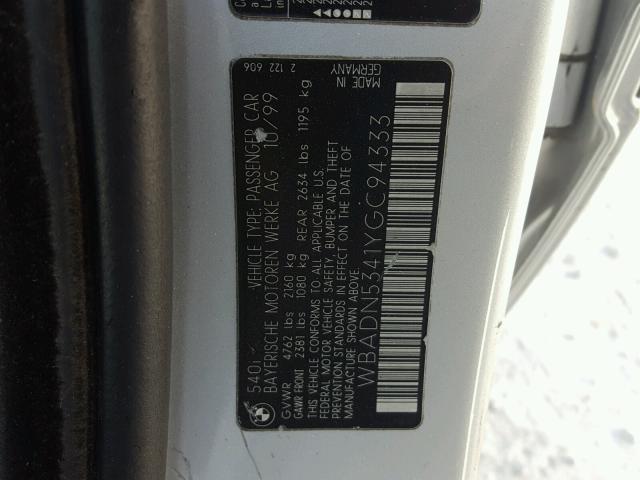 540i VEHICLE TYPE: PASSENGER CAR
BAYERISCHE MOTOREN WERKE AG 10/99
GVWR 4762 lbs 2160 kg
GAWR FRONT 2381 lbs 1080 kg REAR 2634 lbs 1195 kg
THIS VEHICLE CONFORMS TO ALL APPLICABLE U.S.
FEDERAL MOTOR VEHICLE SAFETY, BUMPER AND THEFT
PREVENTION STANDARDS IN EFFECT ON THE DATE OF
MANUFACTURE SHOWN ABOVE.
WBADN5341YGC94333
2 122 606
MADE IN
GERMANY